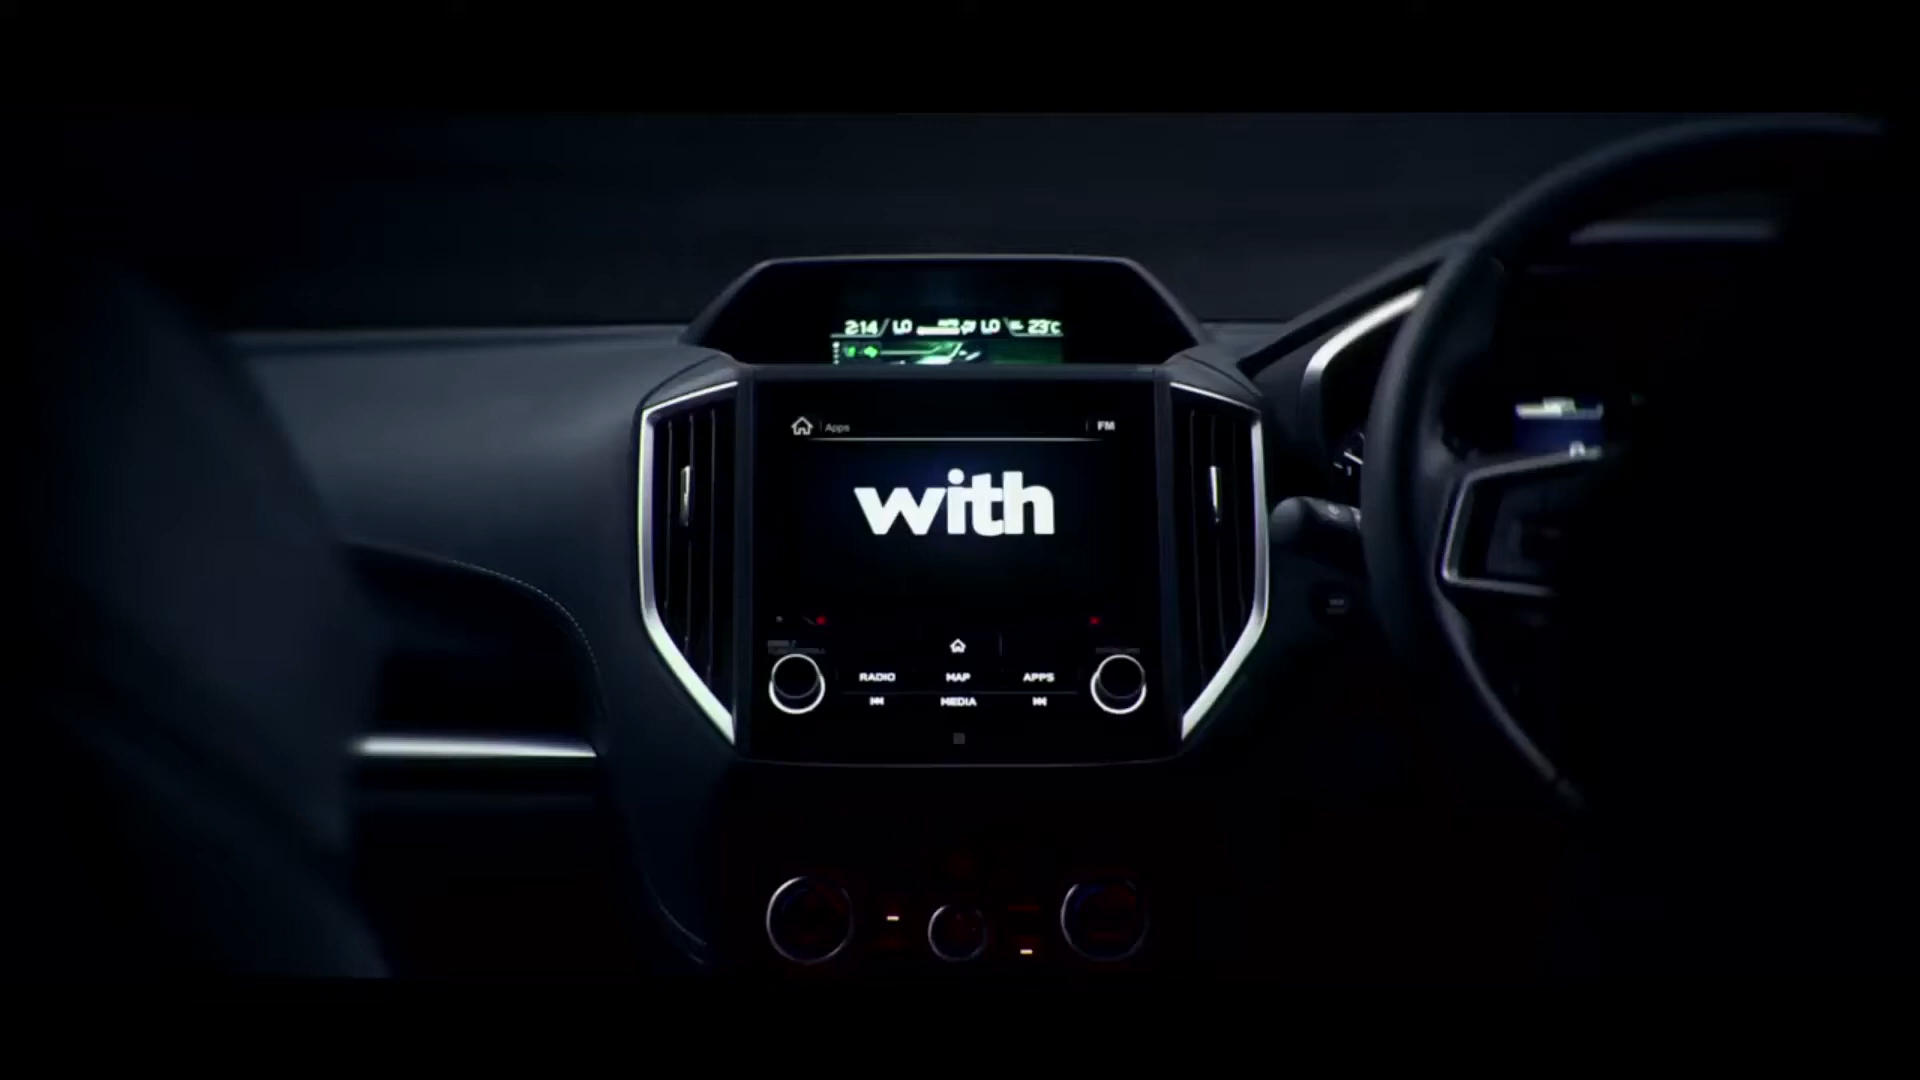 2:14 LO LO 23°C
Apps FM
with
RADIO MAP APPS
MEDIA